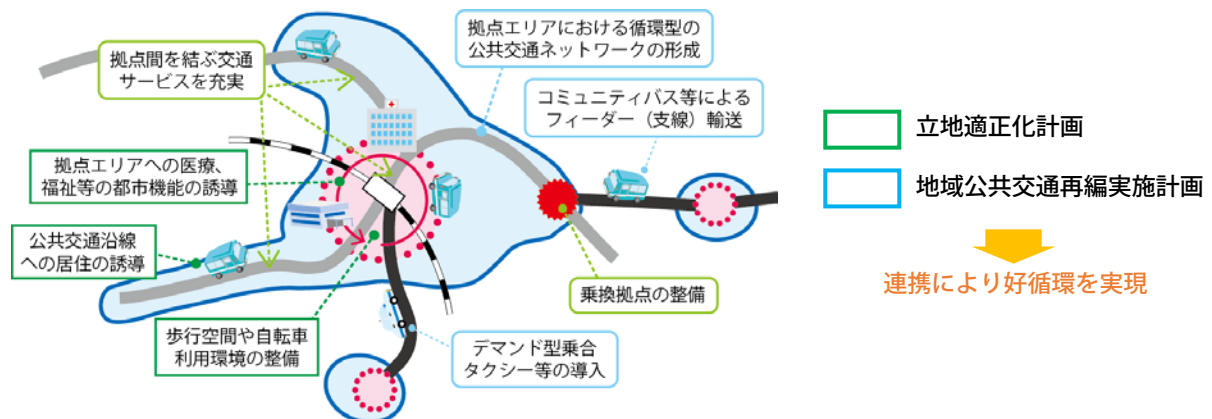 拠点間を結ぶ交通
サービスを充実
拠点エリアにおける循環型の
公共交通ネットワークの形成
コミュニティバス等による
フィーダー（支線）輸送
拠点エリアへの医療、
福祉等の都市機能の誘導
公共交通沿線
への居住の誘導
歩行空間や自転車
利用環境の整備
デマンド型乗合
タクシー等の導入
乗換拠点の整備
立地適正化計画
地域公共交通再編実施計画
連携により好循環を実現